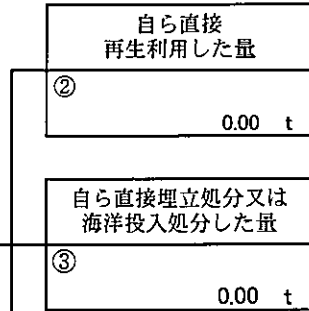 自ら直接
再生利用した量
②
0.00 t
自ら直接埋立処分又は
海洋投入処分した量
③
0.00 t